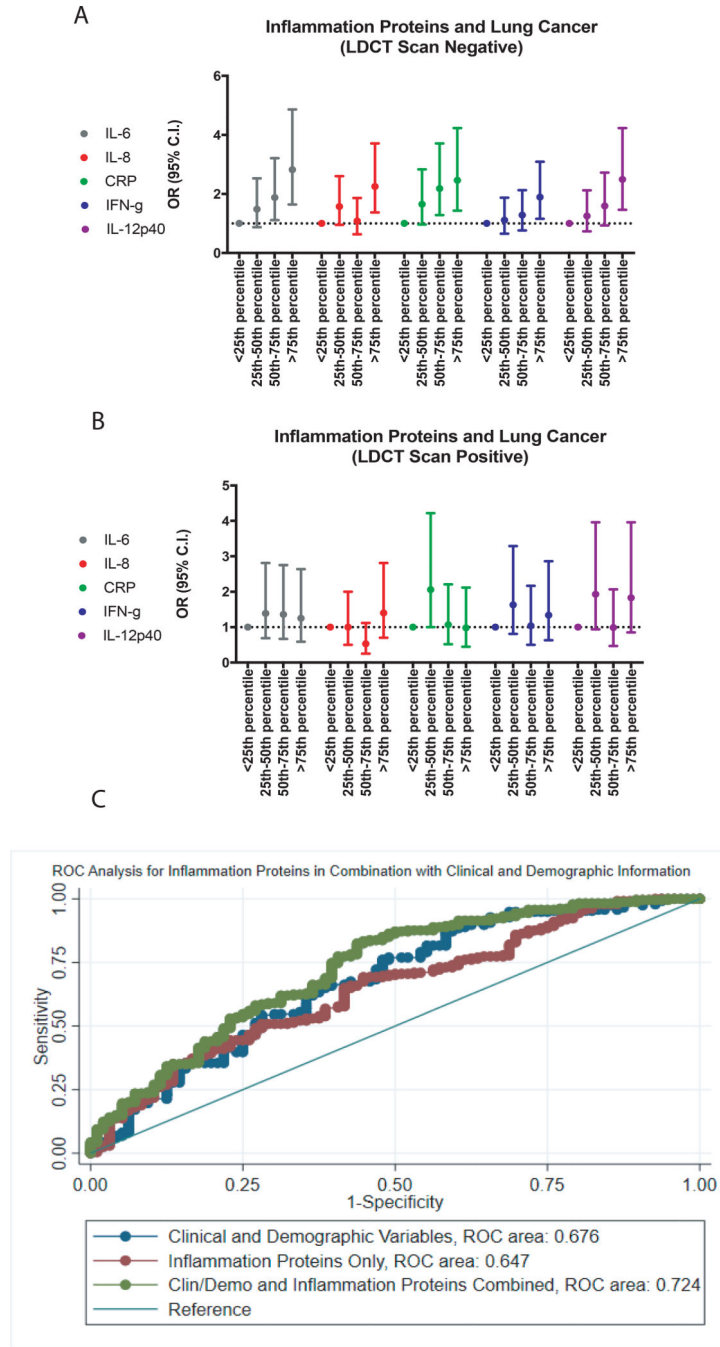 A
Inflammation Proteins and Lung Cancer
(LDCT Scan Negative)
IL-6
IL-8
CRP
IFN-g
IL-12p40
OR (95% C.I.)
6
4
2
0
<25th percentile
25th-50th percentile
50th-75th percentile
>75th percentile
<25th percentile
25th-50th percentile
50th-75th percentile
>75th percentile
<25th percentile
25th-50th percentile
50th-75th percentile
>75th percentile
<25th percentile
25th-50th percentile
50th-75th percentile
>75th percentile
<25th percentile
25th-50th percentile
50th-75th percentile
>75th percentile
B
Inflammation Proteins and Lung Cancer
(LDCT Scan Positive)
IL-6
IL-8
CRP
IFN-g
IL-12p40
OR (95% C.I.)
5
4
3
2
1
0
<25th percentile
25th-50th percentile
50th-75th percentile
>75th percentile
<25th percentile
25th-50th percentile
50th-75th percentile
>75th percentile
<25th percentile
25th-50th percentile
50th-75th percentile
>75th percentile
<25th percentile
25th-50th percentile
50th-75th percentile
>75th percentile
<25th percentile
25th-50th percentile
50th-75th percentile
>75th percentile
C
ROC Analysis for Inflammation Proteins in Combination with Clinical and Demographic Information
Sensitivity
1.00
0.75
0.50
0.25
0.00
0.00 0.25 0.50 0.75 1.00
1-Specificity
Clinical and Demographic Variables, ROC area: 0.676
Inflammation Proteins Only, ROC area: 0.647
Clin/Demo and Inflammation Proteins Combined, ROC area: 0.724
Reference